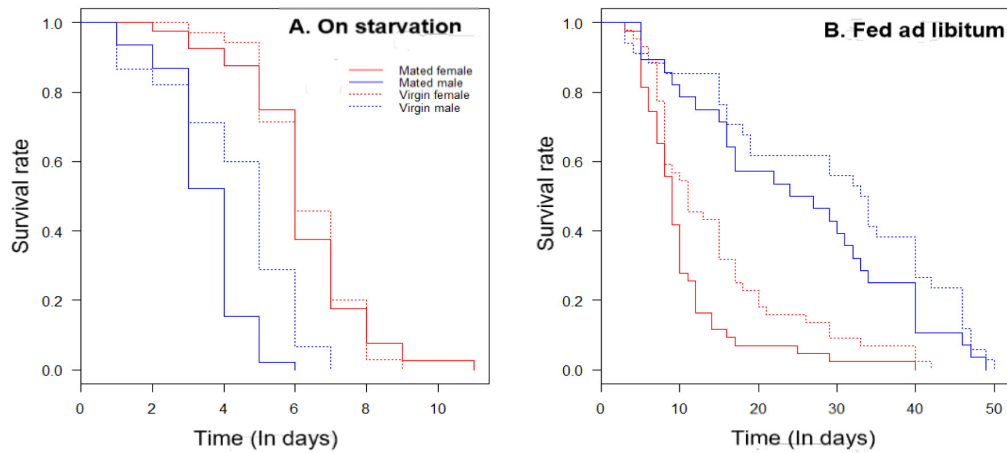 A. On starvation
Mated female
Mated male
Virgin female
Virgin male
Survival rate
1.0
0.8
0.6
0.4
0.2
0.0
0 2 4 6 8 10
Time (In days)
B. Fed ad libitum
Survival rate
1.0
0.8
0.6
0.4
0.2
0.0
0 10 20 30 40 50
Time (In days)